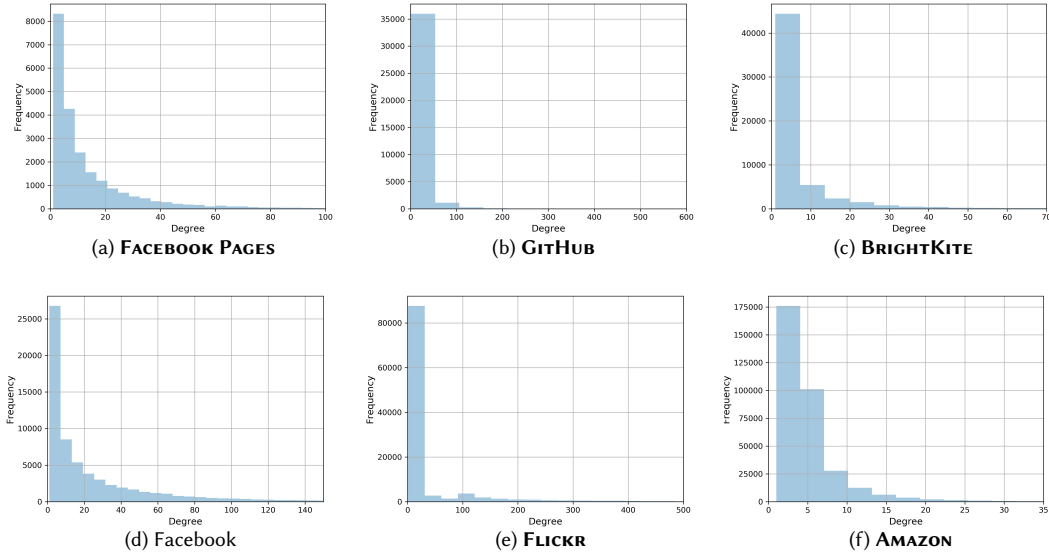 8000
7000
6000
5000
4000
3000
2000
1000
0
Frequency
0 20 40 60 80 100
Degree
(a) Facebook Pages
35000
30000
25000
20000
15000
10000
5000
0
Frequency
0 100 200 300 400 500 600
Degree
(b) GitHub
40000
30000
20000
10000
0
Frequency
0 10 20 30 40 50 60 70
Degree
(c) BrightKite
25000
20000
15000
10000
5000
0
Frequency
0 20 40 60 80 100 120 140
Degree
(d) Facebook
80000
60000
40000
20000
0
Frequency
0 100 200 300 400 500
Degree
(e) Flickr
175000
150000
125000
100000
75000
50000
25000
0
Frequency
0 5 10 15 20 25 30 35
Degree
(f) Amazon